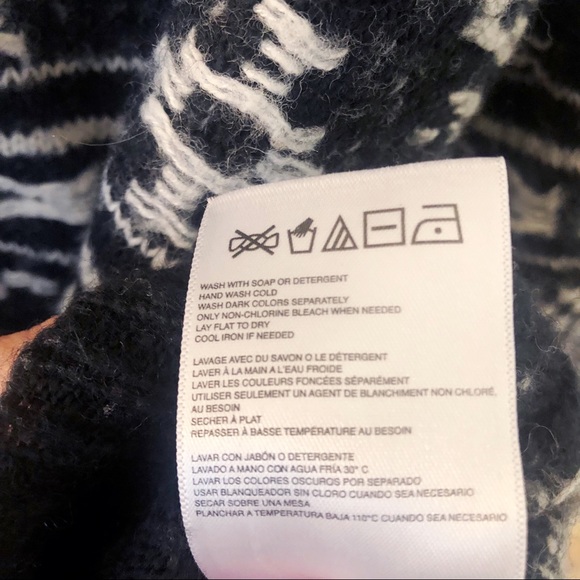 WASH WITH SOAP OR DETERGENT
HAND WASH COLD
WASH DARK COLORS SEPARATELY
ONLY NON-CHLORINE BLEACH WHEN NEEDED
LAY FLAT TO DRY
COOL IRON IF NEEDED
LAVAGE AVEC DU SAVON O LE DÉTERGENT
LAVER À LA MAIN A L'EAU FROIDE
LAVER LES COULEURS FONCÉES SÉPARÉMENT
UTILISER SEULEMENT UN AGENT DE BLANCHIMENT NON CHLORÉ,
AU BESOIN
SECHER À PLAT
REPASSER À BASSE TEMPÉRATURE AU BESOIN
LAVAR CON JABÓN O DETERGENTE
LAVADO A MANO CON AGUA FRÍA 30° C
LAVAR LOS COLORES OSCUROS POR SEPARADO
USAR BLANQUEADOR SIN CLORO CUANDO SEA NECESARIO
SECAR SOBRE UNA MESA
PLANCHAR A TEMPERATURA BAJA 110°C CUANDO SEA NECESARIO